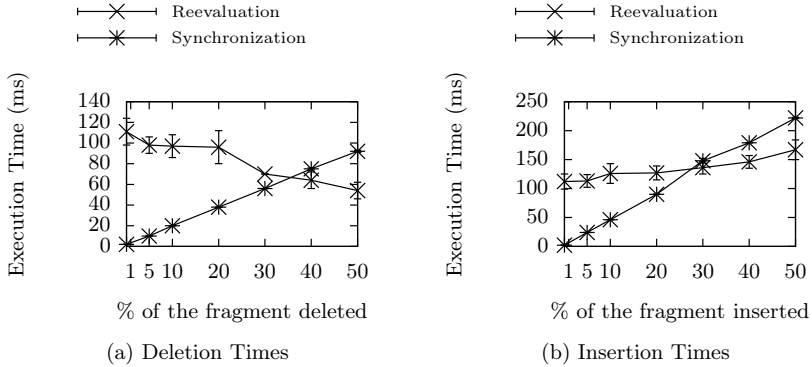 Reevaluation
Synchronization
Execution Time (ms)
140
120
100
80
60
40
20
0
1 5 10 20 30 40 50
% of the fragment deleted
(a) Deletion Times
Reevaluation
Synchronization
Execution Time (ms)
250
200
150
100
50
0
1 5 10 20 30 40 50
% of the fragment inserted
(b) Insertion Times